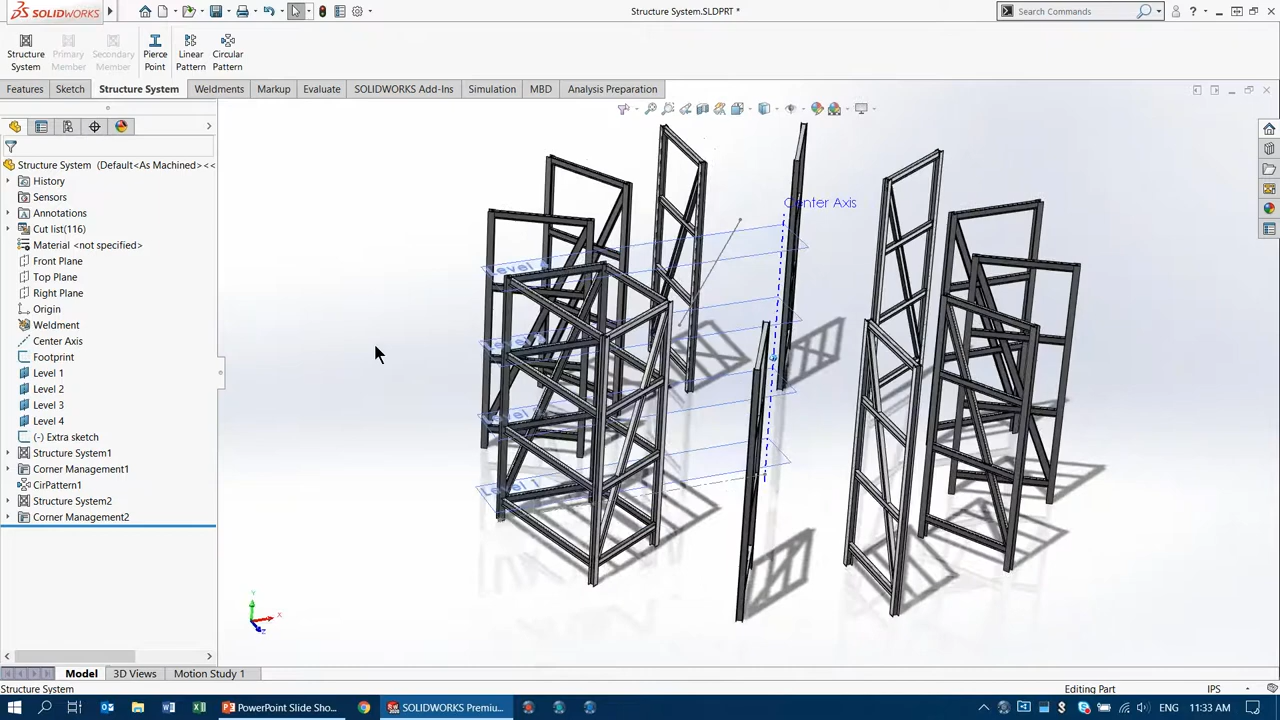 SOLIDWORKS
Structure System.SLDPRT *
Search Commands
Structure System
Primary Member
Secondary Member
Pierce Point
Linear Pattern
Circular Pattern
Features
Sketch
Structure System
Weldments
Markup
Evaluate
SOLIDWORKS Add-Ins
Simulation
MBD
Analysis Preparation
Structure System (Default<As Machined><<
History
Sensors
Annotations
Cut list(116)
Material <not specified>
Front Plane
Top Plane
Right Plane
Origin
Weldment
Center Axis
Footprint
Level 1
Level 2
Level 3
Level 4
(-) Extra sketch
Structure System1
Corner Management1
CirPattern1
Structure System2
Corner Management2
Center Axis
Level
Level 1
Y
X
Z
Model
3D Views
Motion Study 1
Structure System
Editing Part
IPS
PowerPoint Slide Sho...
SOLIDWORKS Premiu...
ENG
11:33 AM